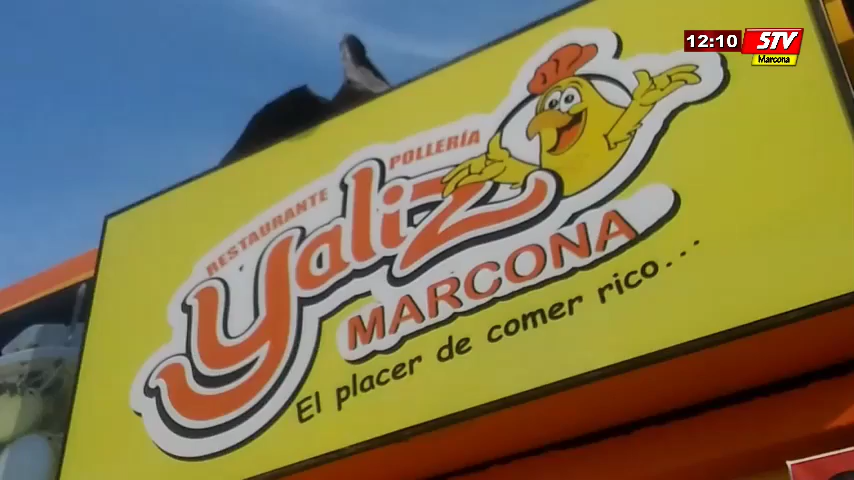 12:10 STV
Marcona
RESTAURANTE POLLERÍA
Yaliz
MARCONA
El placer de comer rico...